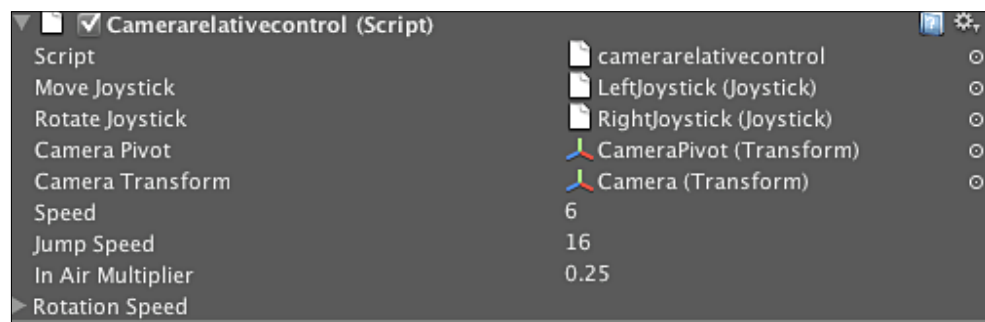 Camerarelativecontrol (Script)
Script camerarelativecontrol
Move Joystick LeftJoystick (Joystick)
Rotate Joystick RightJoystick (Joystick)
Camera Pivot CameraPivot (Transform)
Camera Transform Camera (Transform)
Speed 6
Jump Speed 16
In Air Multiplier 0.25
Rotation Speed